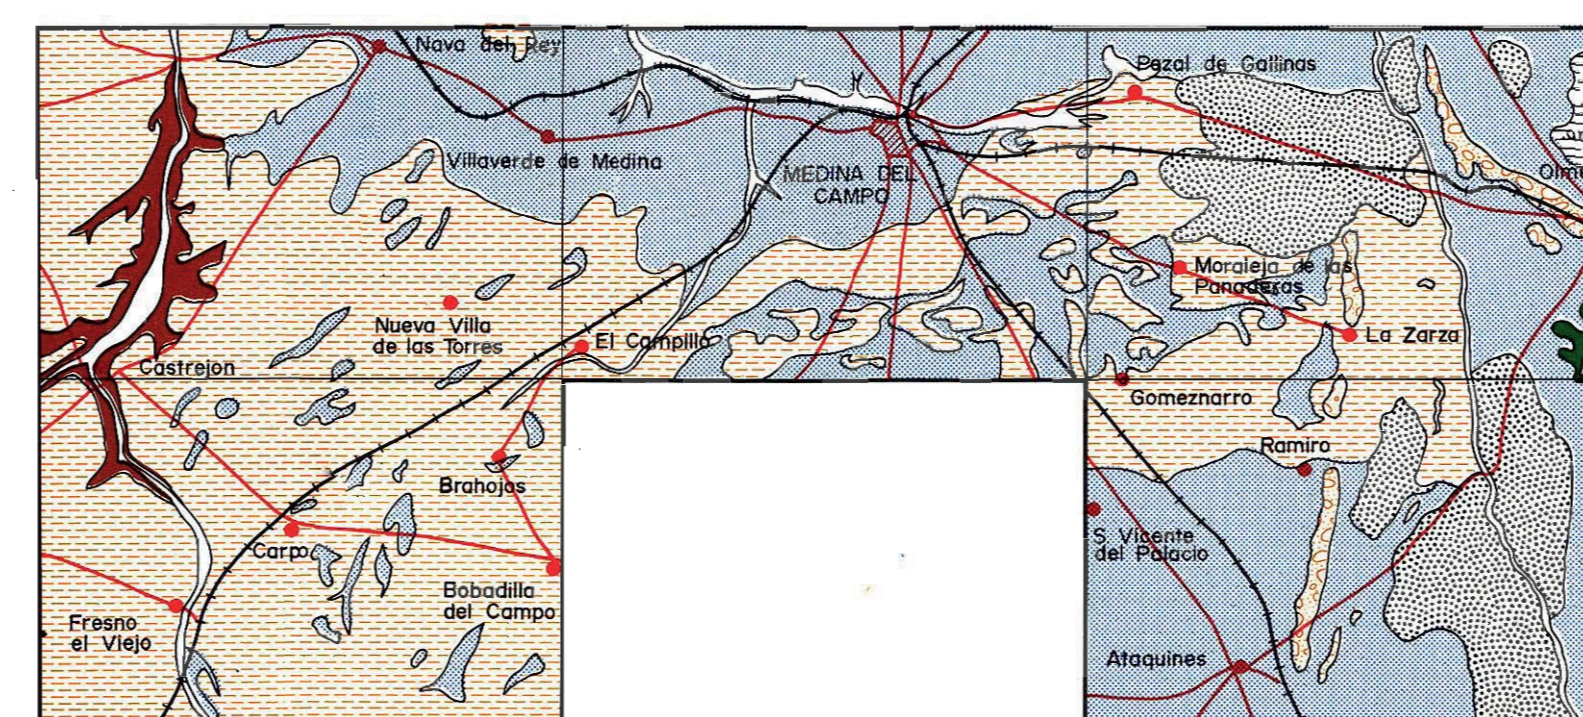 Nava del Rey
Pezal de Gallinas
Villaverde de Medina
MEDINA DEL
CAMPO
Olme
Moraleja de las
Panaderas
Nueva Villa
de las Torres
El Campillo
La Zarza
Castrejon
Gomeznarro
Ramiro
Brahojos
S. Vicente
del Palacio
Carpo
Bobadilla
del Campo
Fresno
el Viejo
Ataquines